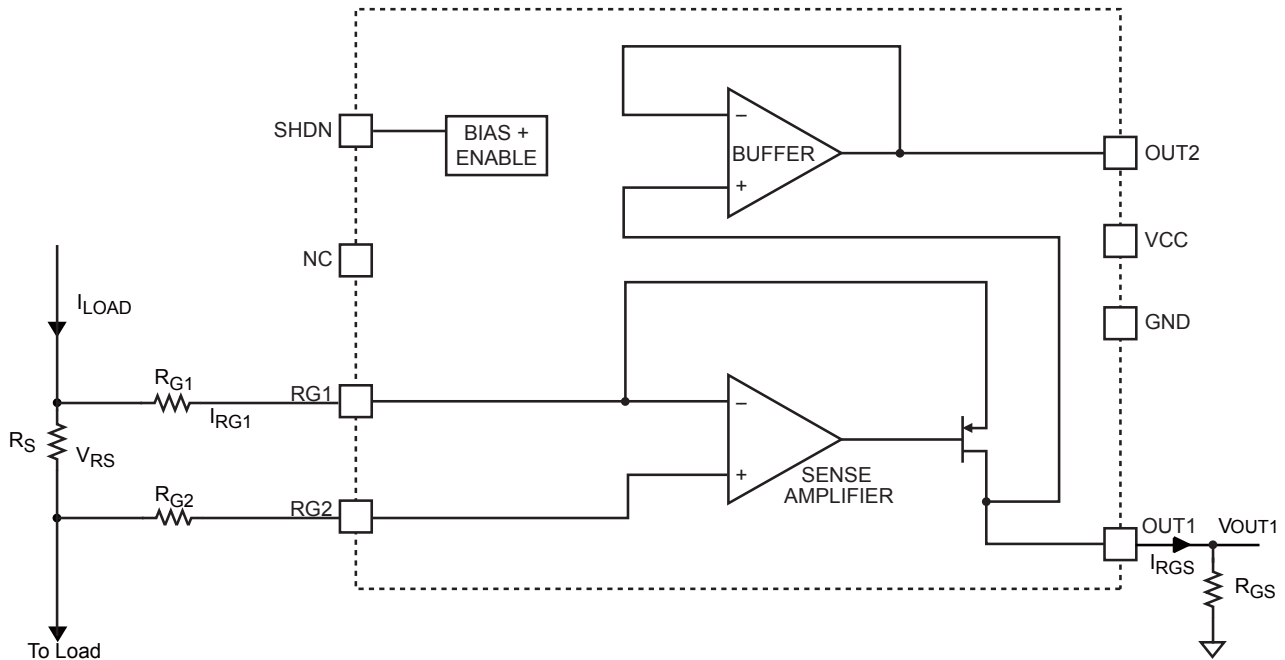 SHDN
BIAS +
ENABLE
−
BUFFER
+
OUT2
NC
VCC
ILOAD
GND
RG1
IRG1
RG1
RS
VRS
−
+
SENSE
AMPLIFIER
RG2
RG2
OUT1
VOUT1
IRGS
RGS
To Load